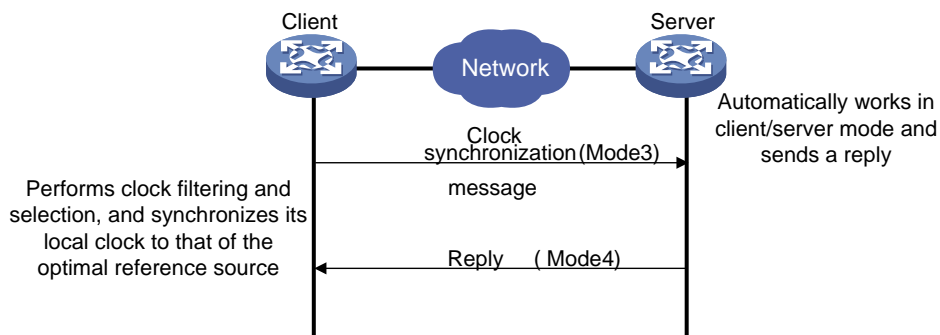 Client
Server
Network
Automatically works in
client/server mode and
sends a reply
Clock
synchronization (Mode3)
message
Performs clock filtering and
selection, and synchronizes its
local clock to that of the
optimal reference source
Reply ( Mode4)